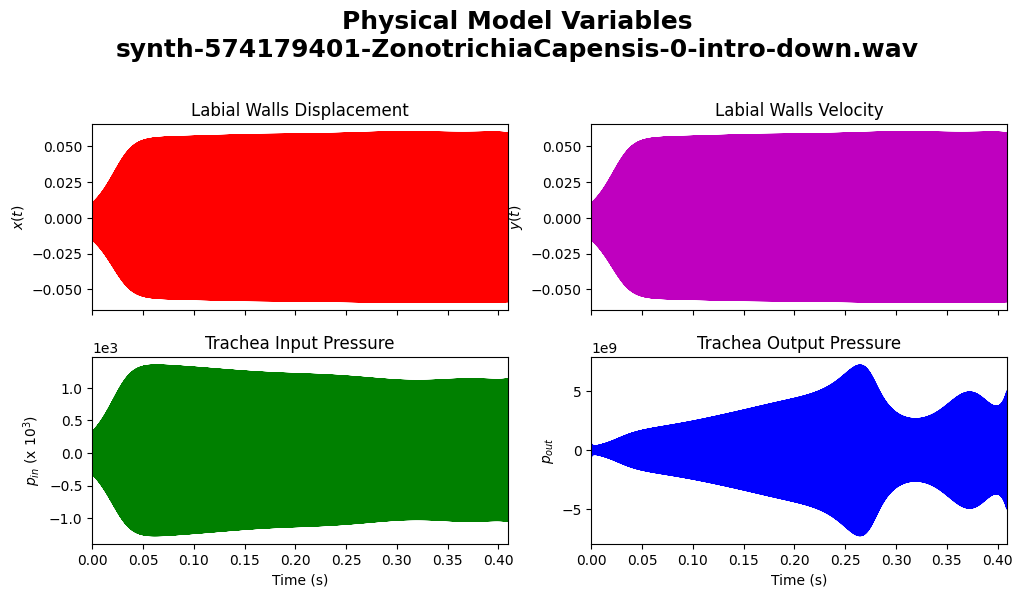 Physical Model Variables
synth-574179401-ZonotrichiaCapensis-0-intro-down.wav
Labial Walls Displacement
x(t)
0.050
0.025
0.000
−0.025
−0.050
Labial Walls Velocity
y(t)
0.050
0.025
0.000
−0.025
−0.050
Trachea Input Pressure
1e3
p_in (x 10³)
1.0
0.5
0.0
−0.5
−1.0
0.00 0.05 0.10 0.15 0.20 0.25 0.30 0.35 0.40
Time (s)
Trachea Output Pressure
1e9
p_out
5
0
−5
0.00 0.05 0.10 0.15 0.20 0.25 0.30 0.35 0.40
Time (s)